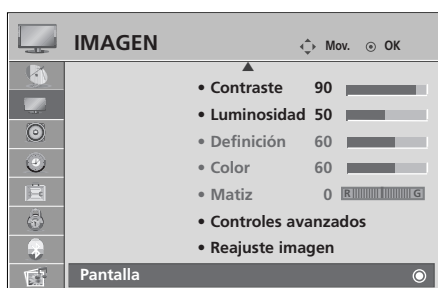 IMAGEN Mov. OK
• Contraste 90
• Luminosidad 50
• Definición 60
• Color 60
• Matiz 0 R G
• Controles avanzados
• Reajuste imagen
Pantalla